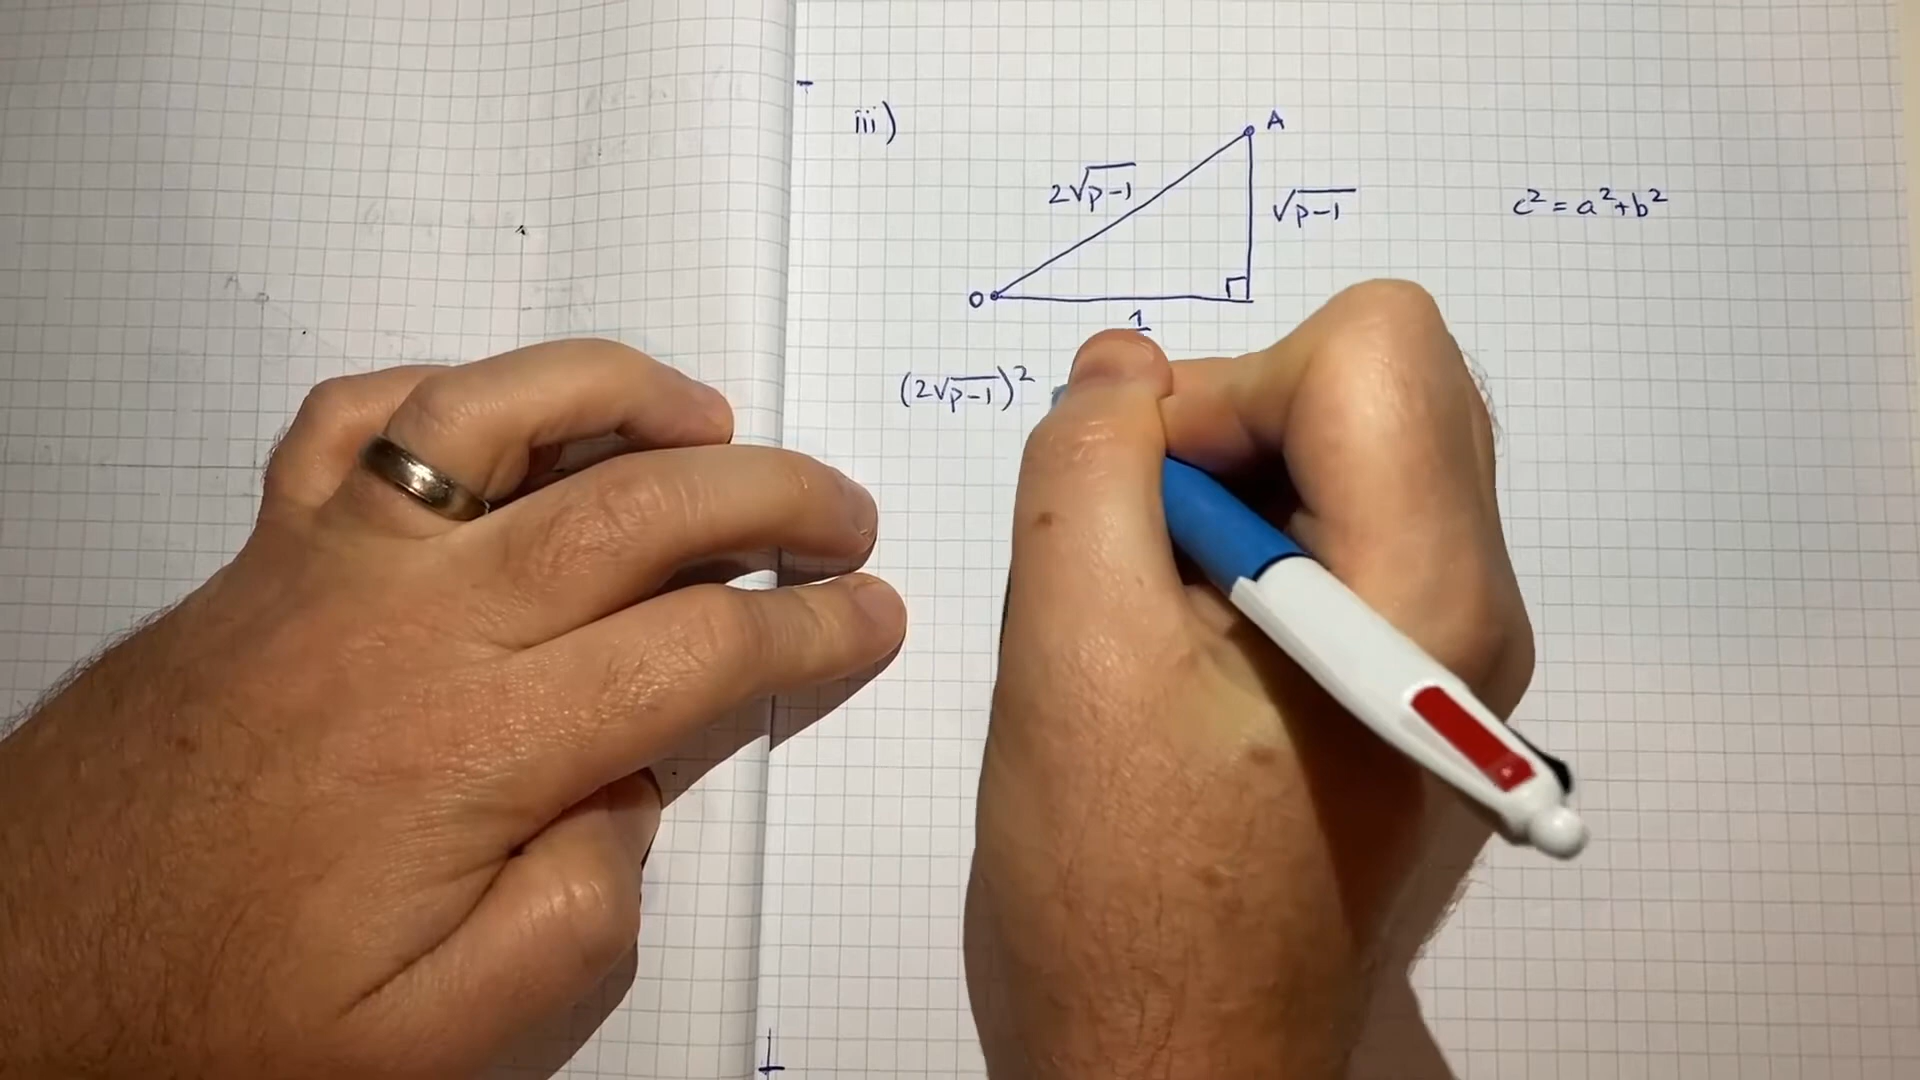 iii)
A
2√(p-1)
√(p-1)
c² = a²+b²
O
1
(2√(p-1))²